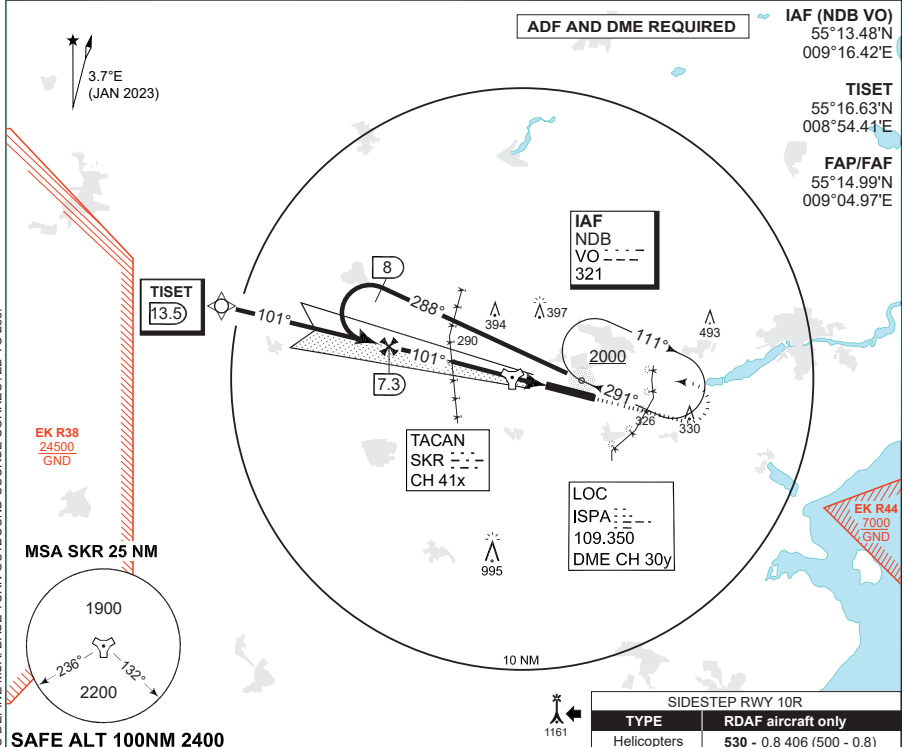 ADF AND DME REQUIRED
IAF (NDB VO)
55°13.48'N
009°16.42'E
TISET
55°16.63'N
008°54.41'E
FAP/FAF
55°14.99'N
009°04.97'E
3.7°E
(JAN 2023)
IAF
NDB
VO
321
TISET
13.5
8
101°
288°
394
397
493
290
2000
111°
101°
7.3
291°
326
330
EK R38
24500
GND
TACAN
SKR
CH 41x
LOC
ISPA
109.350
DME CH 30y
EK R44
7000
GND
995
MSA SKR 25 NM
1900
236°
132°
2200
10 NM
SAFE ALT 100NM 2400
1161
SIDESTEP RWY 10R
TYPE RDAF aircraft only
Helicopters 530 - 0.8 406 (500 - 0.8)